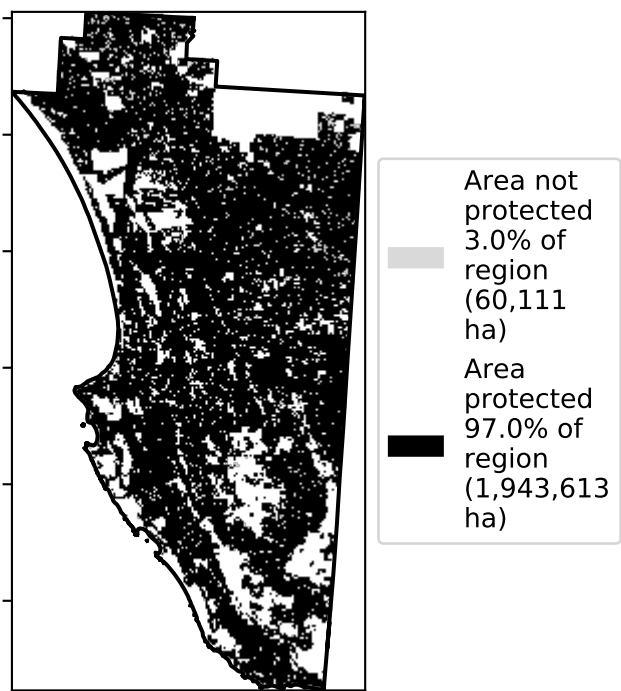 Area not
protected
3.0% of
region
(60,111
ha)
Area
protected
97.0% of
region
(1,943,613
ha)